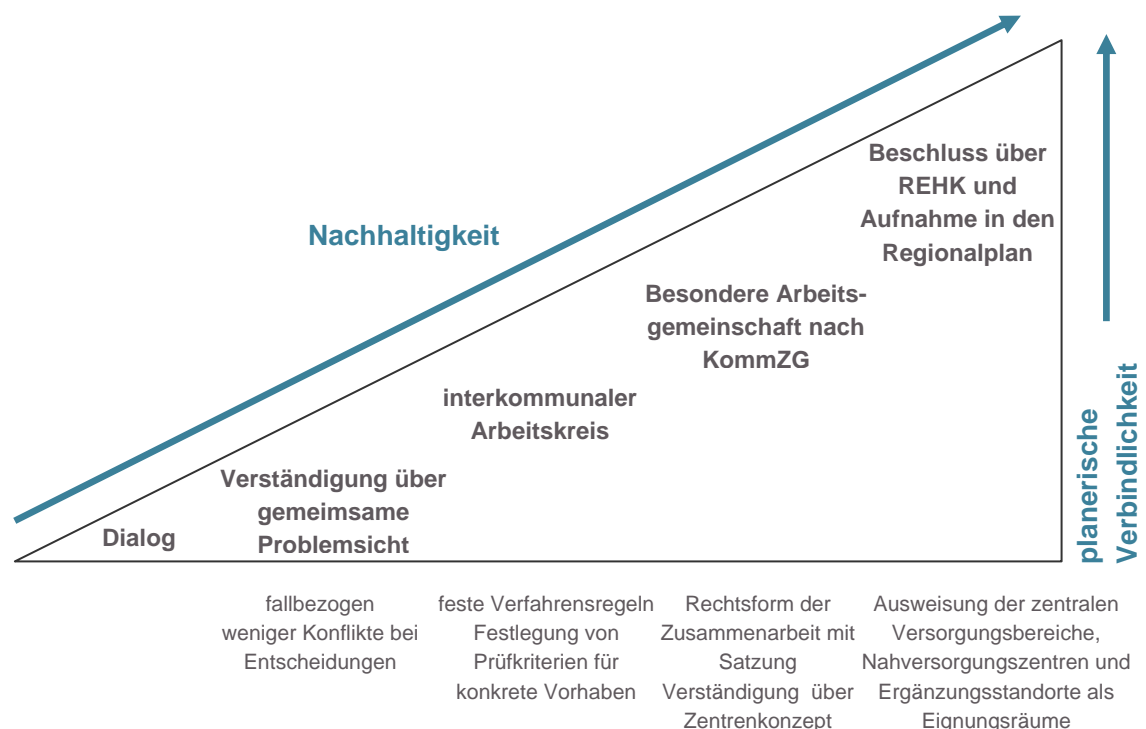 Nachhaltigkeit
planerische
Verbindlichkeit
Dialog
Verständigung über
gemeimsame
Problemsicht
interkommunaler
Arbeitskreis
Besondere Arbeits-
gemeinschaft nach
KommZG
Beschluss über
REHK und
Aufnahme in den
Regionalplan
fallbezogen
weniger Konflikte bei
Entscheidungen
feste Verfahrensregeln
Festlegung von
Prüfkriterien für
konkrete Vorhaben
Rechtsform der
Zusammenarbeit mit
Satzung
Verständigung über
Zentrenkonzept
Ausweisung der zentralen
Versorgungsbereiche,
Nahversorgungszentren und
Ergänzungsstandorte als
Eignungsräume